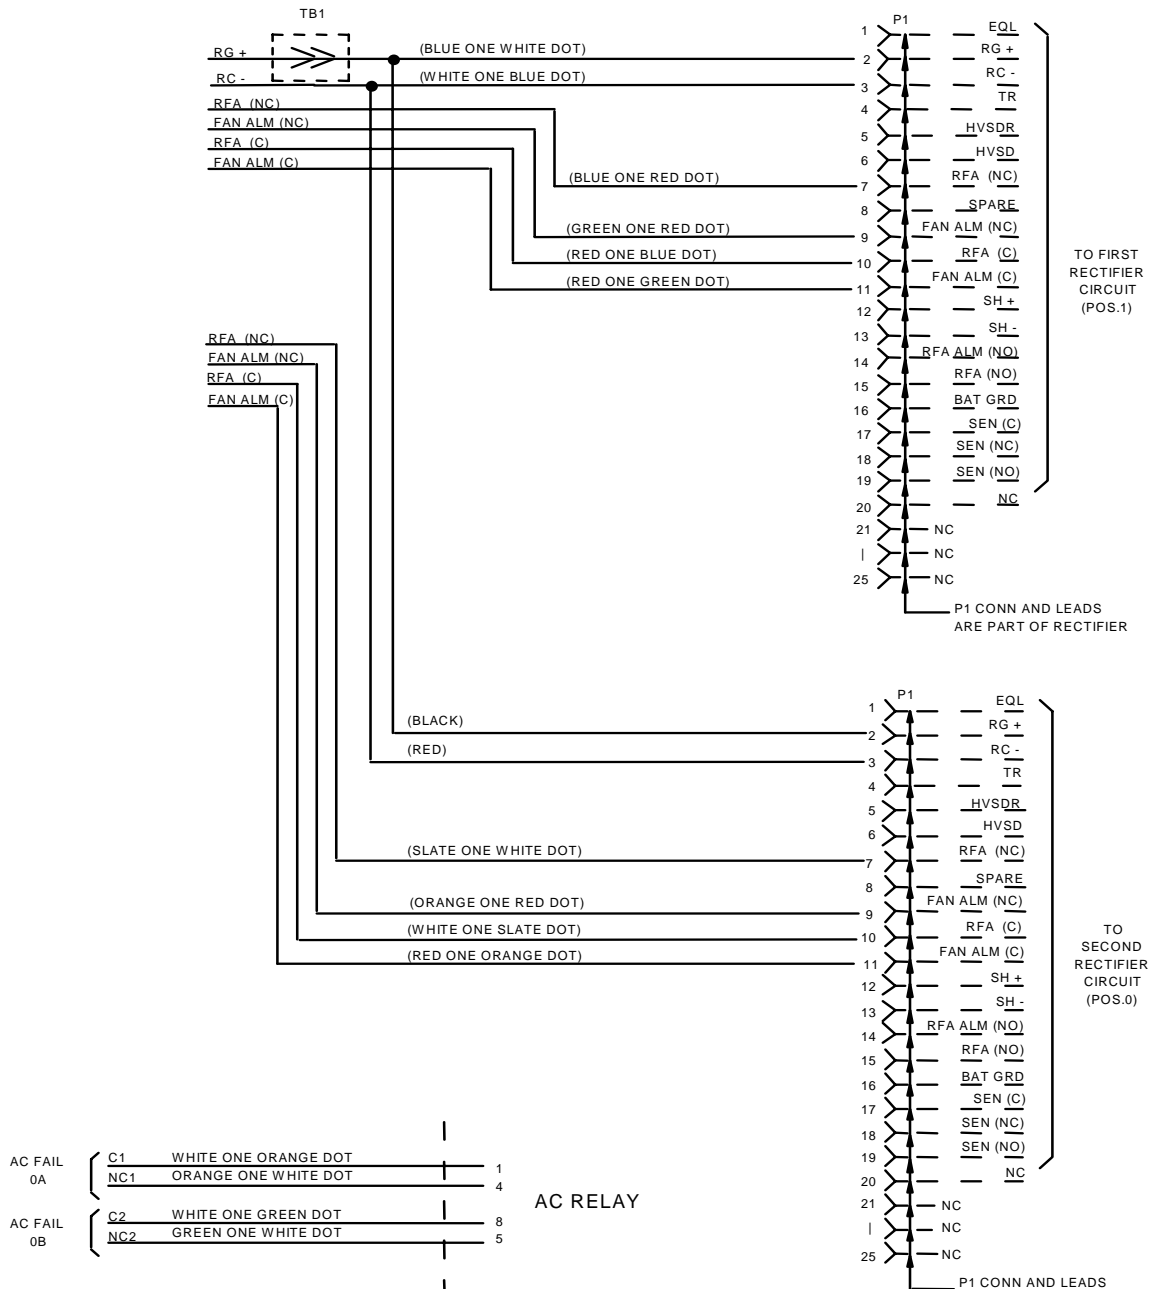 TB1
RG +
(BLUE ONE WHITE DOT)
RC -
(WHITE ONE BLUE DOT)
RFA (NC)
FAN ALM (NC)
RFA (C)
FAN ALM (C)
(BLUE ONE RED DOT)
(GREEN ONE RED DOT)
(RED ONE BLUE DOT)
(RED ONE GREEN DOT)
P1
1 EQL
2 RG +
3 RC -
4 TR
5 HVSDR
6 HVSD
7 RFA (NC)
8 SPARE
9 FAN ALM (NC)
10 RFA (C)
11 FAN ALM (C)
12 SH +
13 SH -
14 RFA ALM (NO)
15 RFA (NO)
16 BAT GRD
17 SEN (C)
18 SEN (NC)
19 SEN (NO)
20 NC
21 NC
| NC
25 NC
TO FIRST
RECTIFIER
CIRCUIT
(POS.1)
P1 CONN AND LEADS
ARE PART OF RECTIFIER
RFA (NC)
FAN ALM (NC)
RFA (C)
FAN ALM (C)
(BLACK)
(RED)
(SLATE ONE WHITE DOT)
(ORANGE ONE RED DOT)
(WHITE ONE SLATE DOT)
(RED ONE ORANGE DOT)
P1
1 EQL
2 RG +
3 RC -
4 TR
5 HVSDR
6 HVSD
7 RFA (NC)
8 SPARE
9 FAN ALM (NC)
10 RFA (C)
11 FAN ALM (C)
12 SH +
13 SH -
14 RFA ALM (NO)
15 RFA (NO)
16 BAT GRD
17 SEN (C)
18 SEN (NC)
19 SEN (NO)
20 NC
21 NC
| NC
25 NC
TO
SECOND
RECTIFIER
CIRCUIT
(POS.0)
P1 CONN AND LEADS
AC FAIL
0A
C1 WHITE ONE ORANGE DOT 1
NC1 ORANGE ONE WHITE DOT 4
AC FAIL
0B
C2 WHITE ONE GREEN DOT 8
NC2 GREEN ONE WHITE DOT 5
AC RELAY